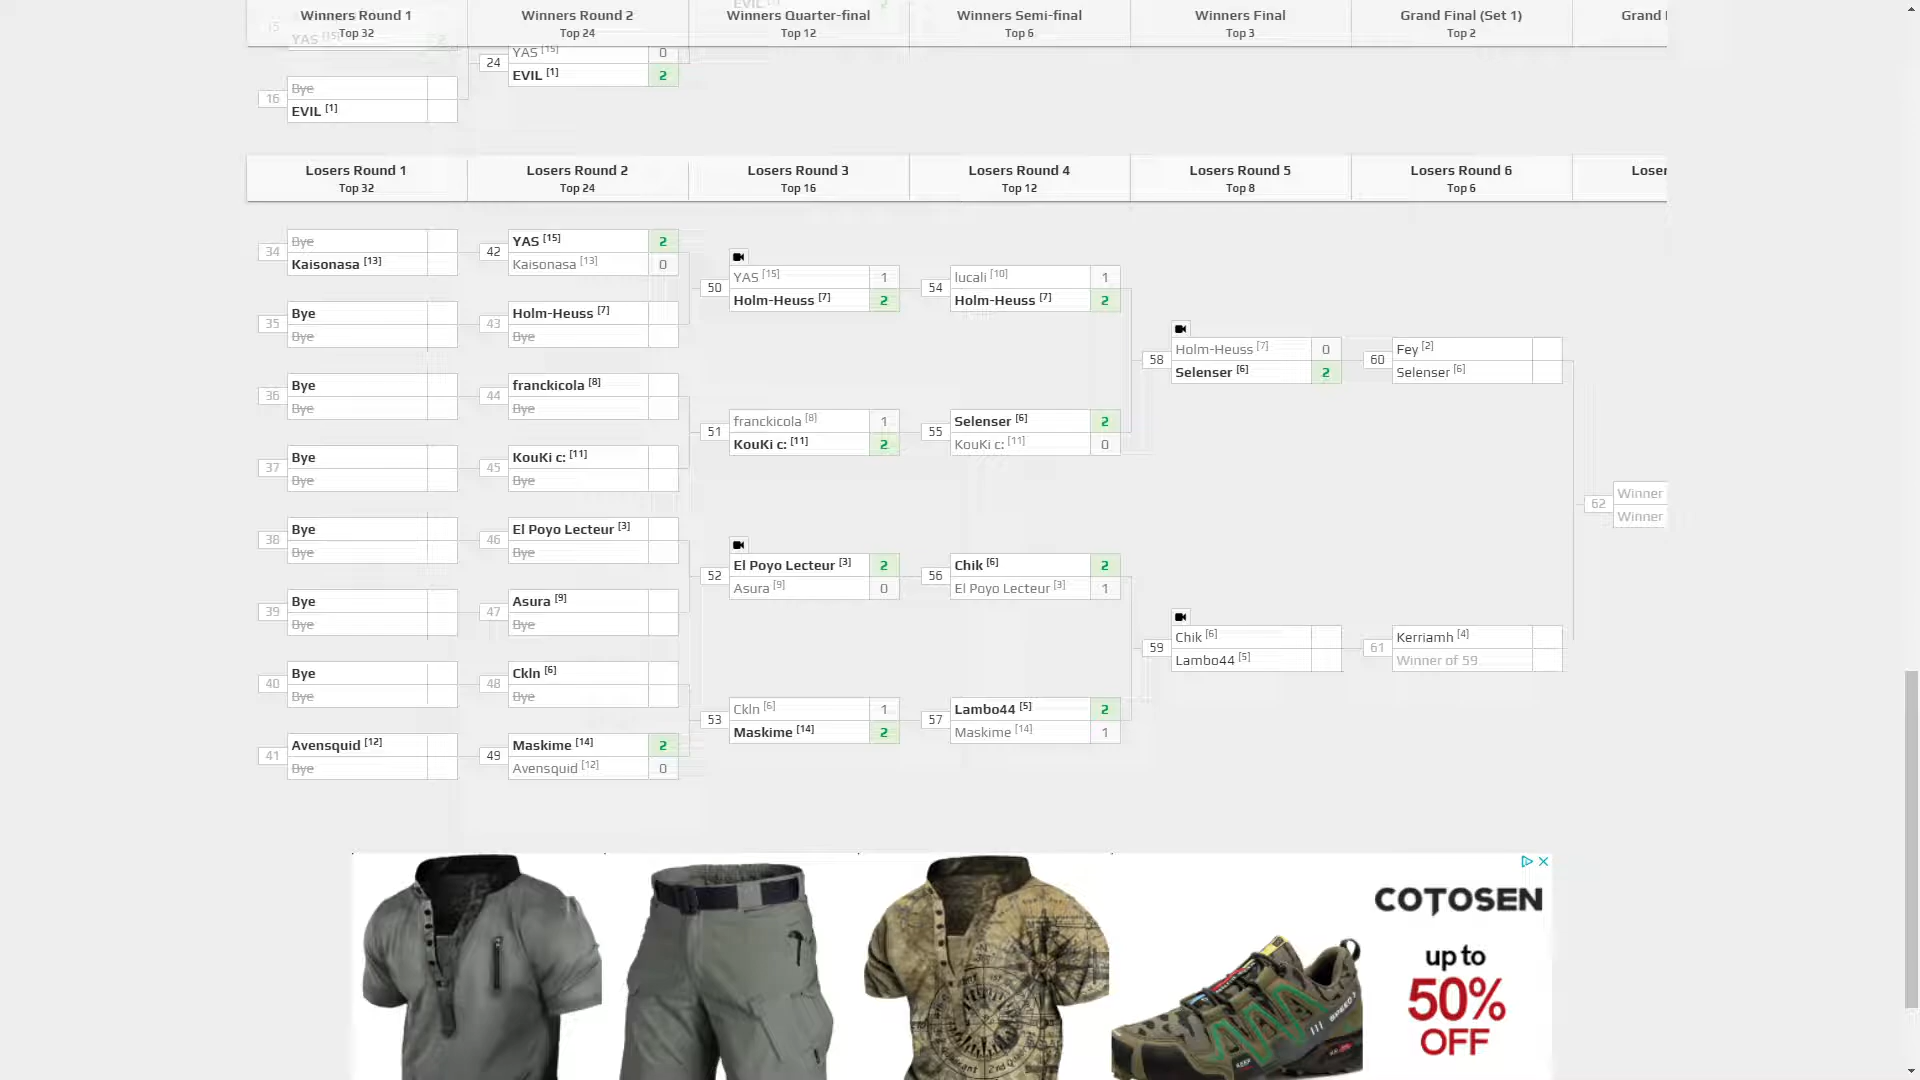 Winners Round 1
Top 32
Winners Round 2
Top 24
Winners Quarter-final
Top 12
Winners Semi-final
Top 6
Winners Final
Top 3
Grand Final (Set 1)
Top 2
Grand
15
YAS [15]
EVIL [1]
2
24
YAS [15] 0
EVIL [1] 2
16
Bye
EVIL [1]
Losers Round 1
Top 32
Losers Round 2
Top 24
Losers Round 3
Top 16
Losers Round 4
Top 12
Losers Round 5
Top 8
Losers Round 6
Top 6
Loser
34
Bye
Kaisonasa [13]
35
Bye
Bye
36
Bye
Bye
37
Bye
Bye
38
Bye
Bye
39
Bye
Bye
40
Bye
Bye
41
Avensquid [12]
Bye
42
YAS [15] 2
Kaisonasa [13] 0
43
Holm-Heuss [7]
Bye
44
franckicola [8]
Bye
45
KouKi c: [11]
Bye
46
El Poyo Lecteur [3]
Bye
47
Asura [9]
Bye
48
Ckln [6]
Bye
49
Maskime [14] 2
Avensquid [12] 0
50
YAS [15] 1
Holm-Heuss [7] 2
51
franckicola [8] 1
KouKi c: [11] 2
52
El Poyo Lecteur [3] 2
Asura [9] 0
53
Ckln [6] 1
Maskime [14] 2
54
lucali [10] 1
Holm-Heuss [7] 2
55
Selenser [6] 2
KouKi c: [11] 0
56
Chik [6] 2
El Poyo Lecteur [3] 1
57
Lambo44 [5] 2
Maskime [14] 1
58
Holm-Heuss [7] 0
Selenser [6] 2
59
Chik [6]
Lambo44 [5]
60
Fey [2]
Selenser [6]
61
Kerriamh [4]
Winner of 59
62
Winner
Winner
COTOSEN
up to
50%
OFF